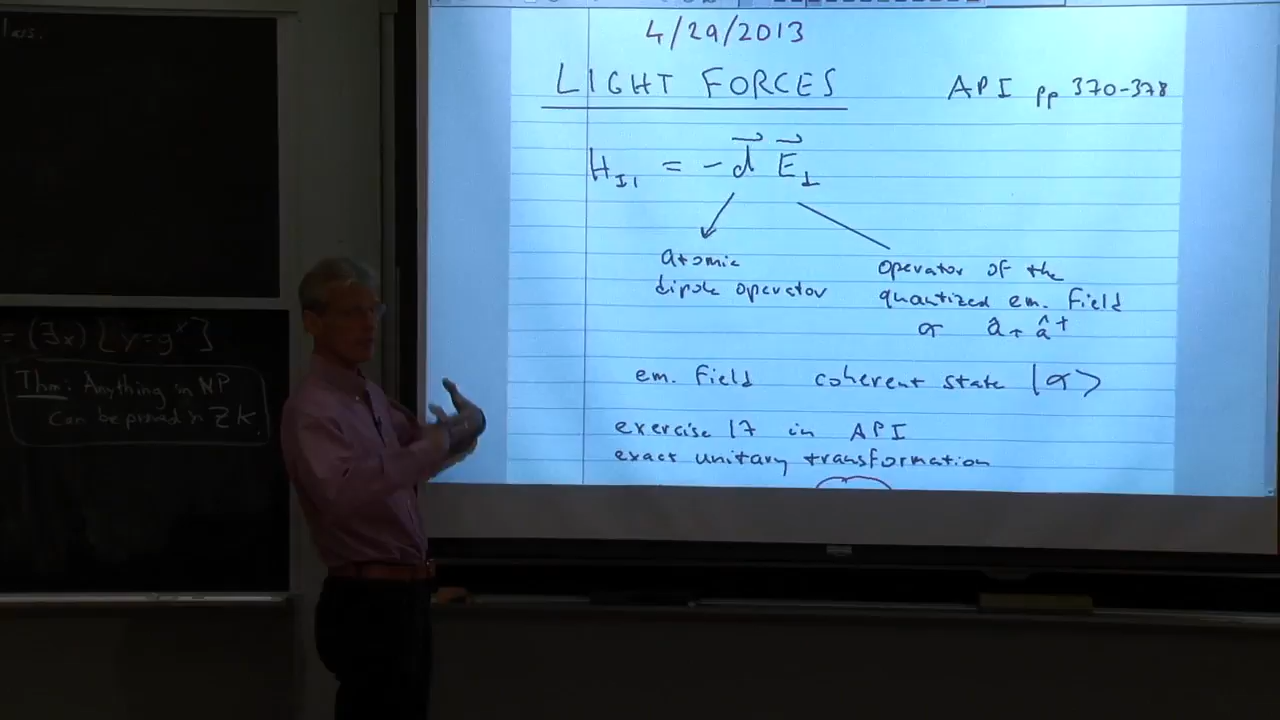 4/29/2013
LIGHT FORCES
API pp 370-378
H_I1 = - d⃗ E⃗_⊥
atomic
dipole operator
operator of the
quantized em. field
or â, â†
em. field coherent state |α>
exercise 17 in API
exact unitary transformation
= (∃x) [y=g^x]
Thm: Anything in NP
Can be proved in ZK.